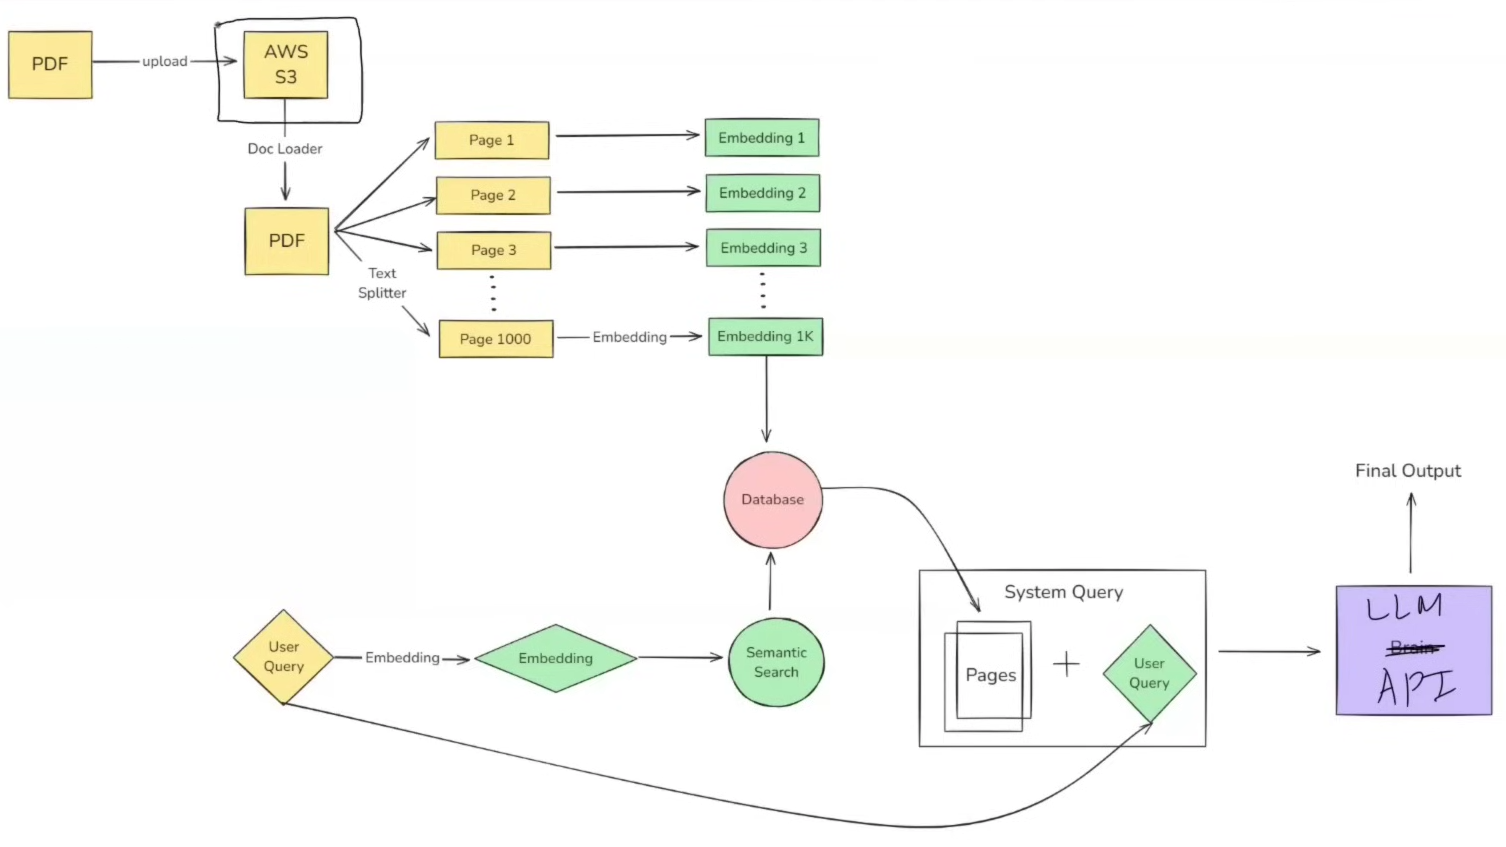 PDF
upload
AWS
S3
Doc Loader
PDF
Text
Splitter
Page 1
Embedding 1
Page 2
Embedding 2
Page 3
Embedding 3
Page 1000
Embedding
Embedding 1K
Database
User
Query
Embedding
Embedding
Semantic
Search
System Query
Pages
+
User
Query
Final Output
LLM
Brain
API